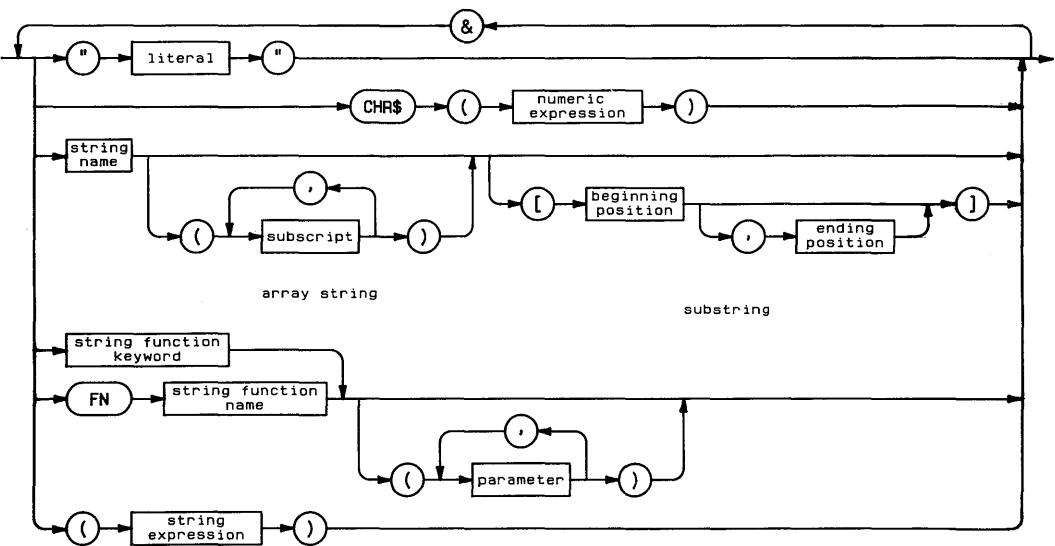 &
" literal "
CHR$ ( numeric expression )
string name
,
( subscript )
[ beginning position ]
, ending position
array string
substring
string function keyword
FN string function name
,
( parameter )
( string expression )